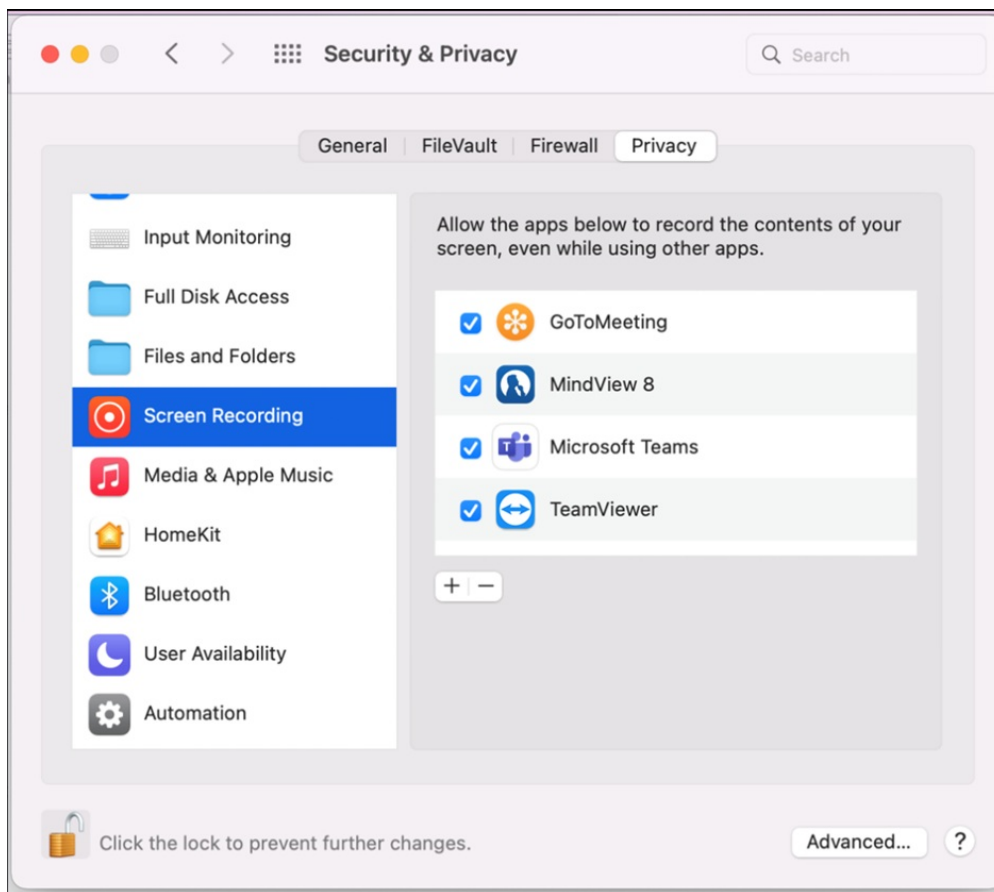 Security & Privacy
Search
General
FileVault
Firewall
Privacy
Input Monitoring
Full Disk Access
Files and Folders
Screen Recording
Media & Apple Music
HomeKit
Bluetooth
User Availability
Automation
Allow the apps below to record the contents of your
screen, even while using other apps.
GoToMeeting
MindView 8
Microsoft Teams
TeamViewer
+ −
Click the lock to prevent further changes.
Advanced...
?